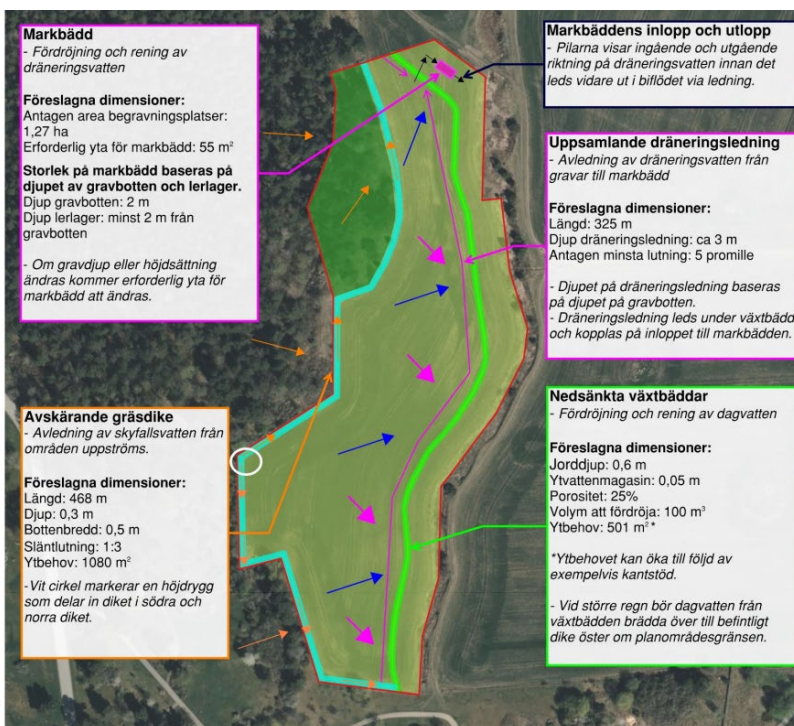 Markbädd
- Fördröjning och rening av
dräneringsvatten
Föreslagna dimensioner:
Antagen area begravningsplatser:
1,27 ha
Erforderlig yta för markbädd: 55 m²
Storlek på markbädd baseras på
djupet av gravbotten och lerlager.
Djup gravbotten: 2 m
Djup lerlager: minst 2 m från
gravbotten
- Om gravdjup eller höjdsättning
ändras kommer erforderlig yta för
markbädd att ändras.
Markbäddens inlopp och utlopp
- Pilarna visar ingående och utgående
riktning på dräneringsvatten innan det
leds vidare ut i biflödet via ledning.
Uppsamlande dräneringsledning
- Avledning av dräneringsvatten från
gravar till markbädd
Föreslagna dimensioner:
Längd: 325 m
Djup dräneringsledning: ca 3 m
Antagen minsta lutning: 5 promille
- Djupet på dräneringsledning baseras
på djupet på gravbotten.
- Dräneringsledning leds under växtbädd
och kopplas på inloppet till markbädden.
Avskärande gräsdike
- Avledning av skyfallsvatten från
områden uppströms.
Föreslagna dimensioner:
Längd: 468 m
Djup: 0,3 m
Bottenbredd: 0,5 m
Släntlutning: 1:3
Ytbehov: 1080 m²
-Vit cirkel markerar en höjdrygg
som delar in diket i södra och
norra diket.
Nedsänkta växtbäddar
- Fördröjning och rening av dagvatten
Föreslagna dimensioner:
Jorddjup: 0,6 m
Ytvattenmagasin: 0,05 m
Porositet: 25%
Volym att fördröja: 100 m³
Ytbehov: 501 m²*
*Ytbehovet kan öka till följd av
exempelvis kantstöd.
- Vid större regn bör dagvatten från
växtbädden brädda över till befintligt
dike öster om planområdesgränsen.